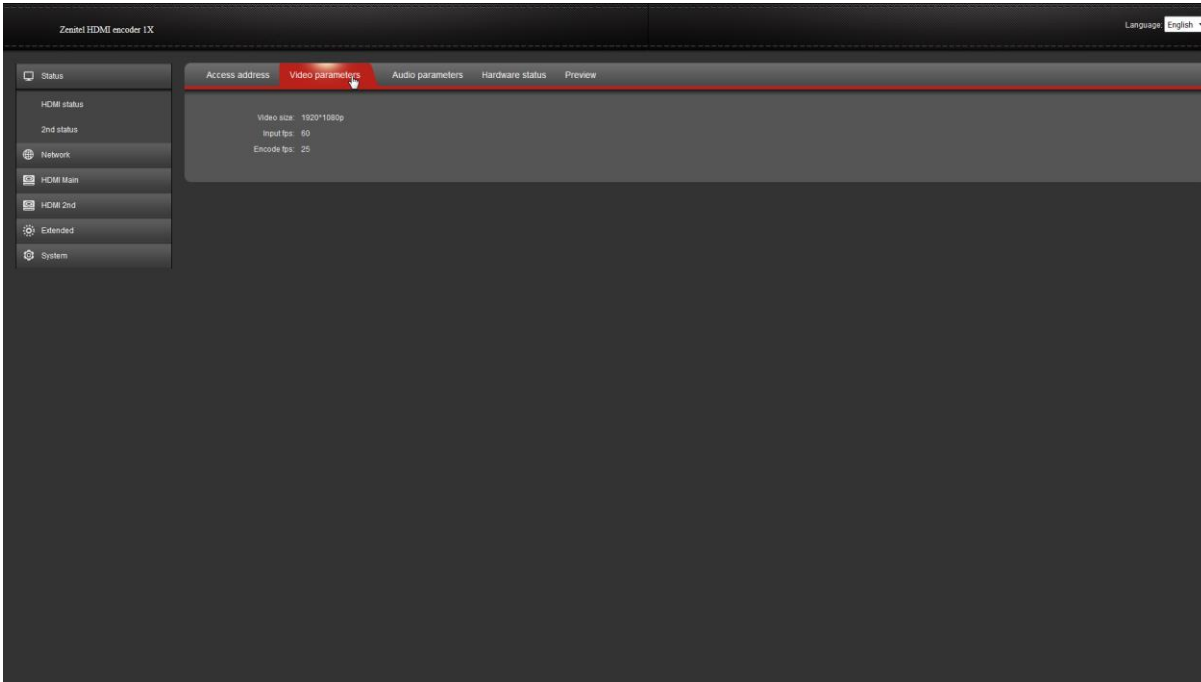 Zenitel HDMI encoder 1X
Language: English
Status
HDMI status
2nd status
Network
HDMI Main
HDMI 2nd
Extended
System
Access address Video parameters Audio parameters Hardware status Preview
Video size: 1920*1080p
Input fps: 60
Encode fps: 25